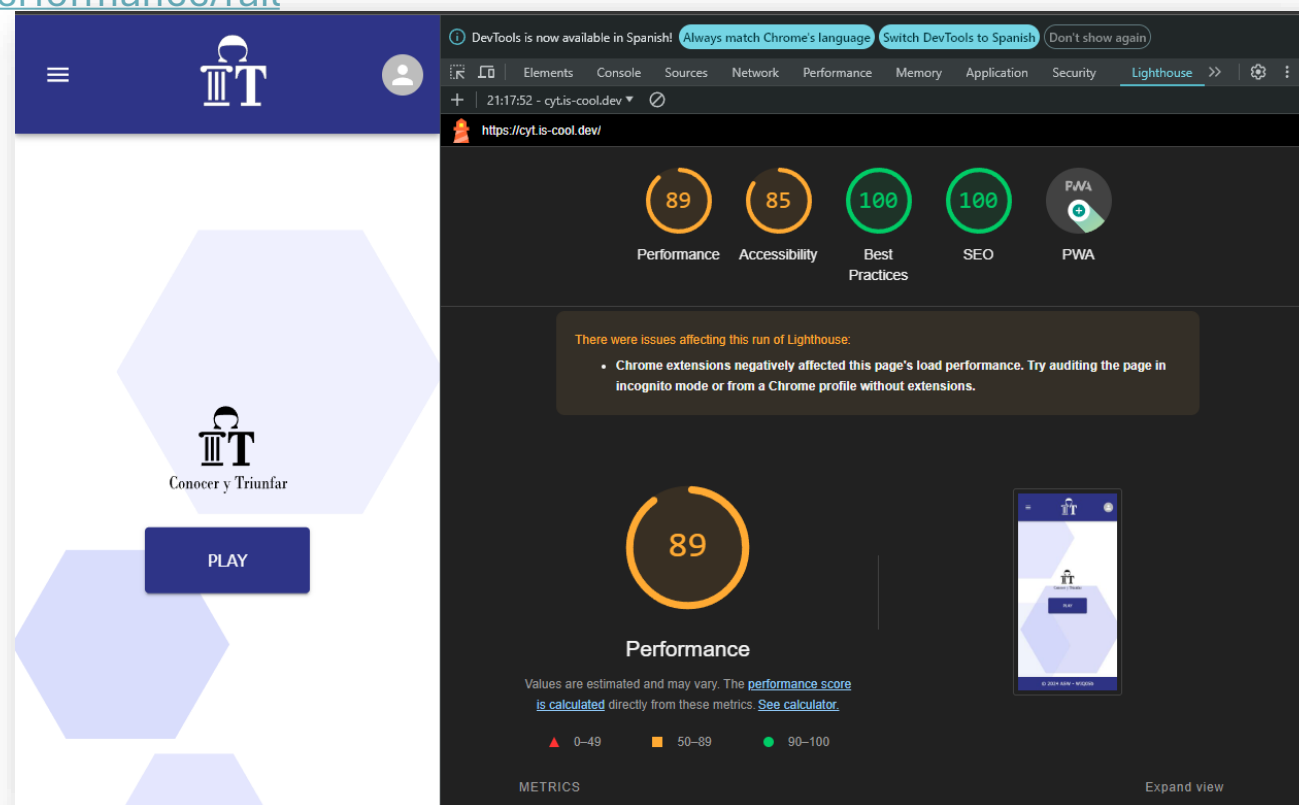 TT
Conocer y Triunfar
PLAY
DevTools is now available in Spanish! Always match Chrome's language Switch DevTools to Spanish Don't show again
Elements Console Sources Network Performance Memory Application Security Lighthouse
21:17:52 - cyt.is-cool.dev
https://cyt.is-cool.dev/
89 85 100 100 PWA
Performance Accessibility Best Practices SEO PWA
There were issues affecting this run of Lighthouse:
• Chrome extensions negatively affected this page's load performance. Try auditing the page in
incognito mode or from a Chrome profile without extensions.
89
Performance
Values are estimated and may vary. The performance score
is calculated directly from these metrics. See calculator.
0–49 50–89 90–100
METRICS Expand view